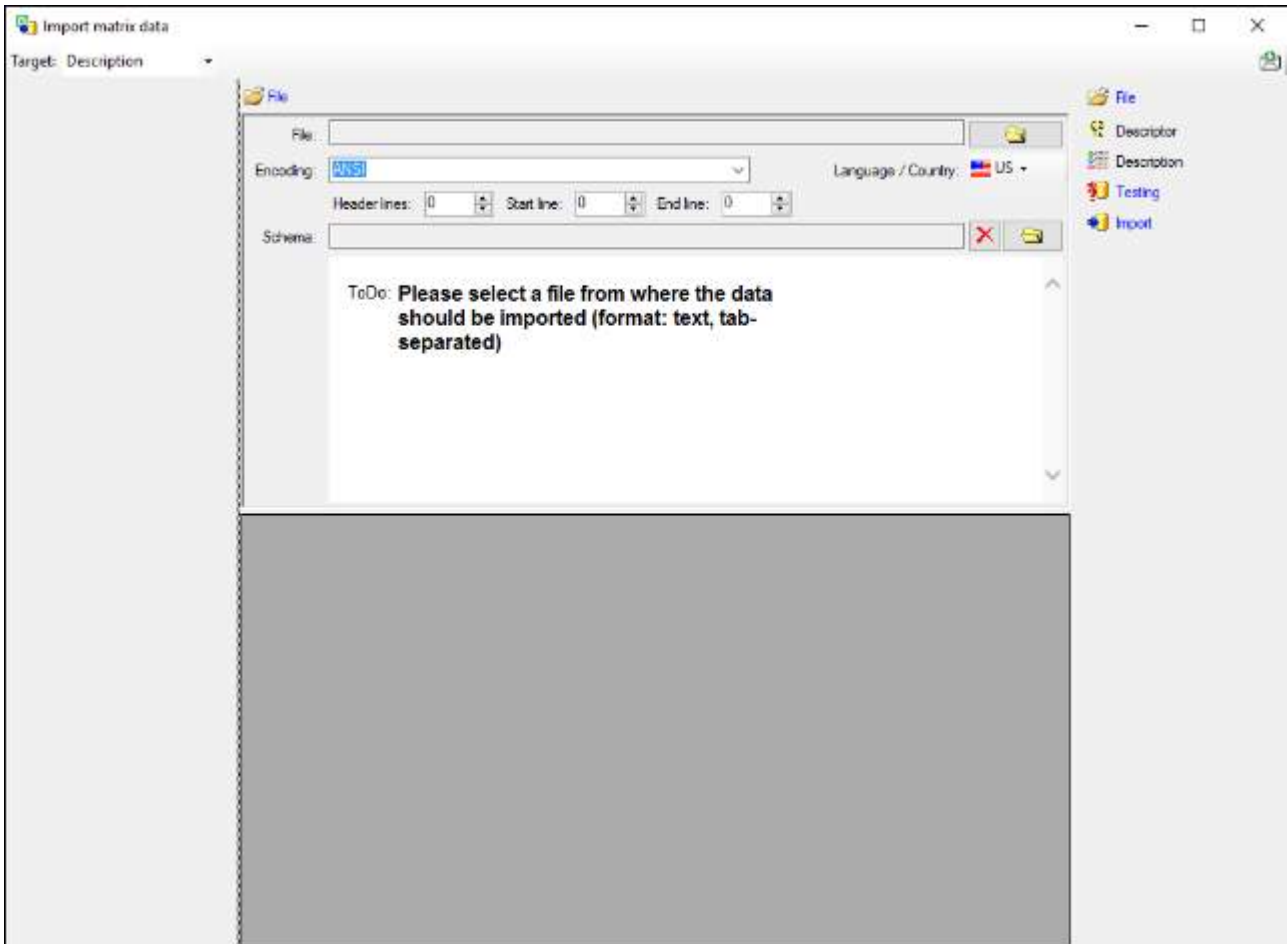 Import matrix data
Target: Description
File
File:
Encoding: ANSI Language / Country: US
Header lines: 0 Start line: 0 End line: 0
Schema:
ToDo: Please select a file from where the data
should be imported (format: text, tab-
separated)
File
Descriptor
Description
Testing
Import